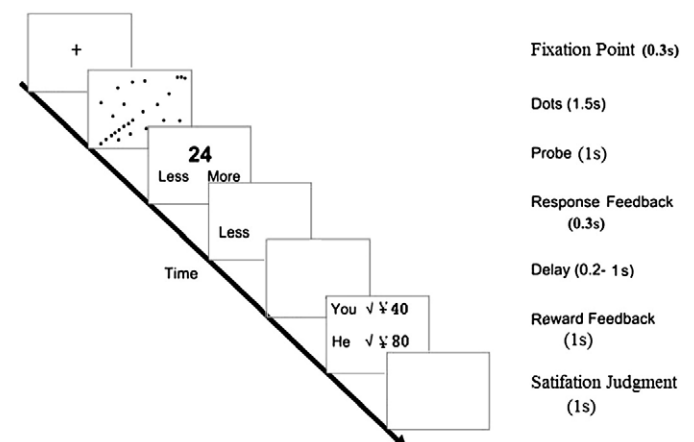 +
Fixation Point (0.3s)
Dots (1.5s)
24
Less More
Probe (1s)
Less
Response Feedback
(0.3s)
Time
Delay (0.2- 1s)
You √ ¥40
He √ ¥80
Reward Feedback
(1s)
Satifation Judgment
(1s)